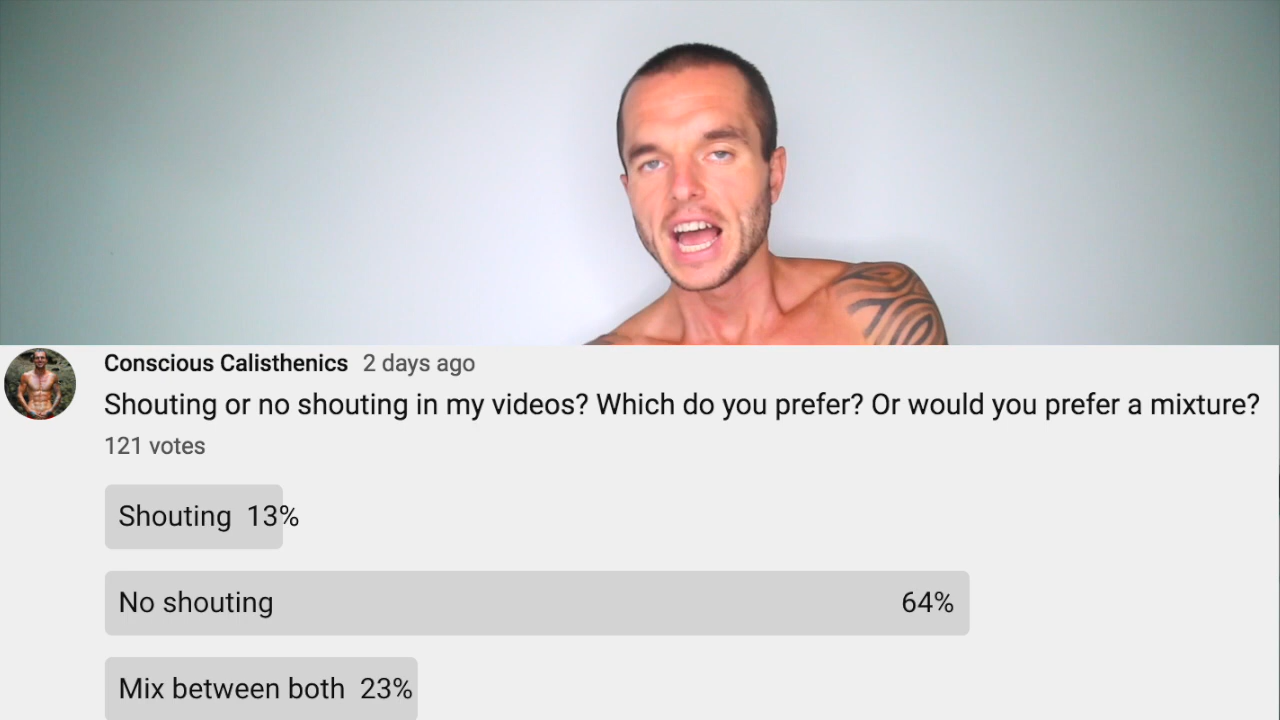 Conscious Calisthenics 2 days ago
Shouting or no shouting in my videos? Which do you prefer? Or would you prefer a mixture?
121 votes
Shouting 13%
No shouting 64%
Mix between both 23%